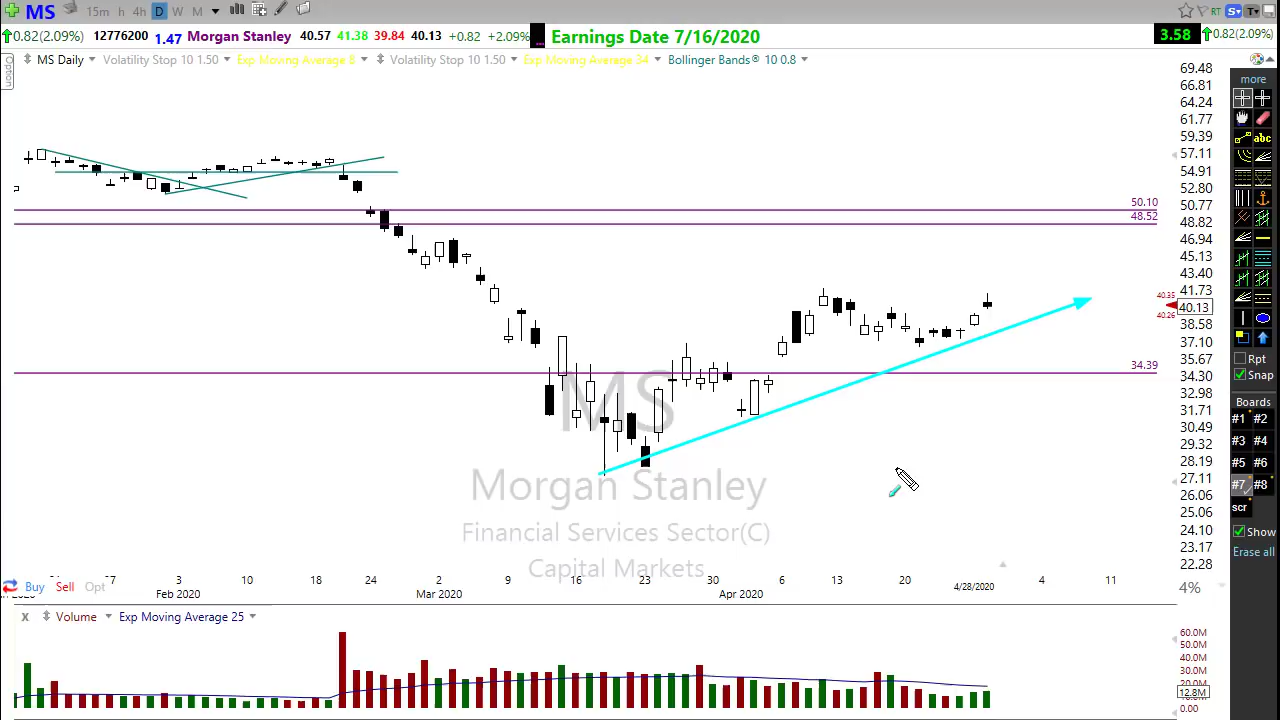 MS 15m h 4h D W M RT S T
0.82(2.09%) 12776200 1.47 Morgan Stanley 40.57 41.38 39.84 40.13 +0.82 +2.09% Earnings Date 7/16/2020 3.58 0.82(2.09%)
Option
MS Daily Volatility Stop 10 1.50 Exp Moving Average 8 Volatility Stop 10 1.50 Exp Moving Average 34 Bollinger Bands® 10 0.8
69.48
66.81
64.24
61.77
59.39
57.11
54.91
52.80
50.77
48.82
46.94
45.13
43.40
41.73
40.13
38.58
37.10
35.67
34.30
32.98
31.71
30.49
29.32
28.19
27.11
26.06
25.06
24.10
23.17
22.28
50.10
48.52
40.35
40.26
34.39
MS
Morgan Stanley
Financial Services Sector(C)
Capital Markets
27 3 10 18 24 2 9 16 23 30 6 13 20 4/28/2020 4 11
Feb 2020 Mar 2020 Apr 2020
4%
Buy Sell Opt
X Volume Exp Moving Average 25
60.0M
50.0M
40.0M
30.0M
20.0M
12.8M
0.00
more
abc
Rpt
Snap
Boards
#1 #2
#3 #4
#5 #6
#7 #8
scr
Show
Erase all